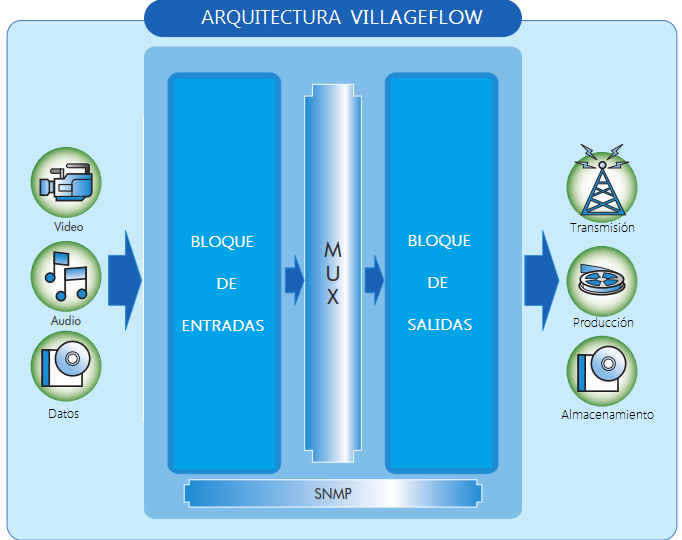 ARQUITECTURA VILLAGEFLOW
Video
Audio
Datos
BLOQUE
DE
ENTRADAS
M
U
X
BLOQUE
DE
SALIDAS
SNMP
Transmisión
Producción
Almacenamiento